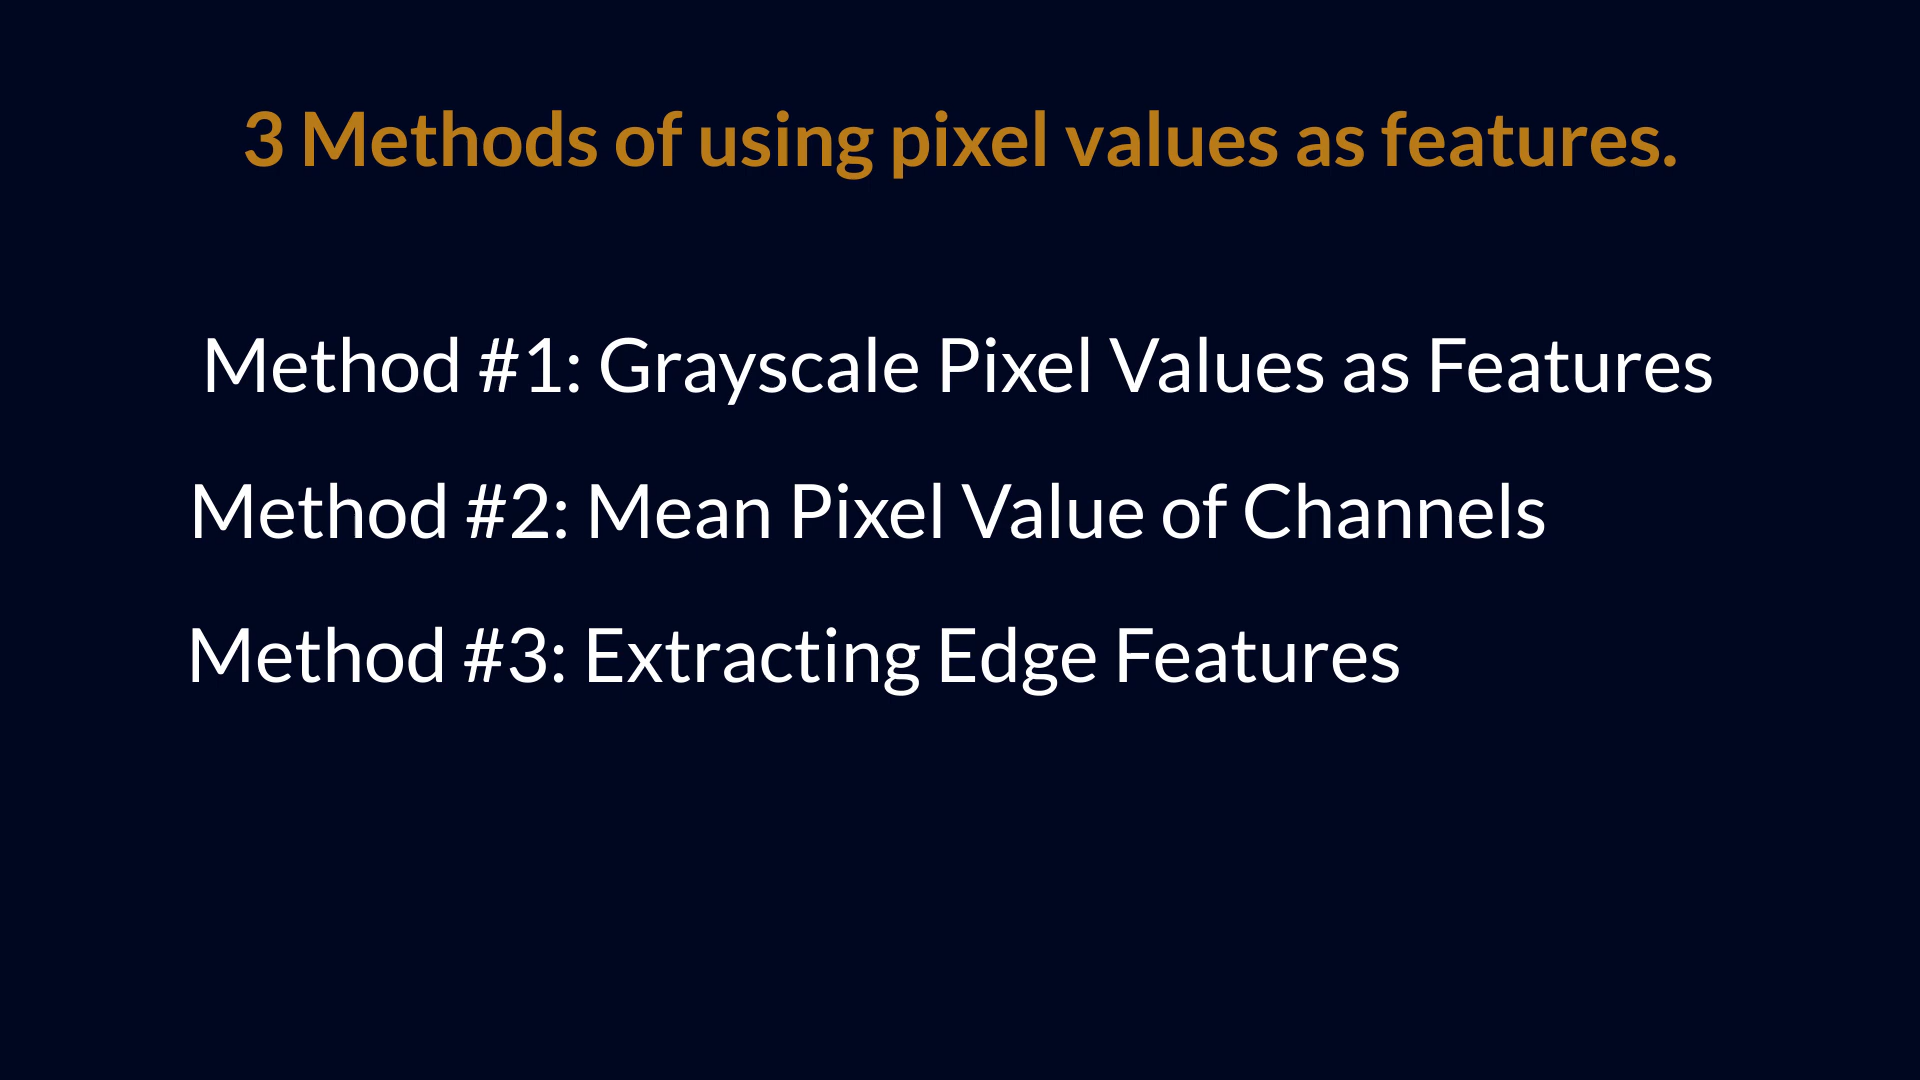 3 Methods of using pixel values as features.
Method #1: Grayscale Pixel Values as Features
Method #2: Mean Pixel Value of Channels
Method #3: Extracting Edge Features